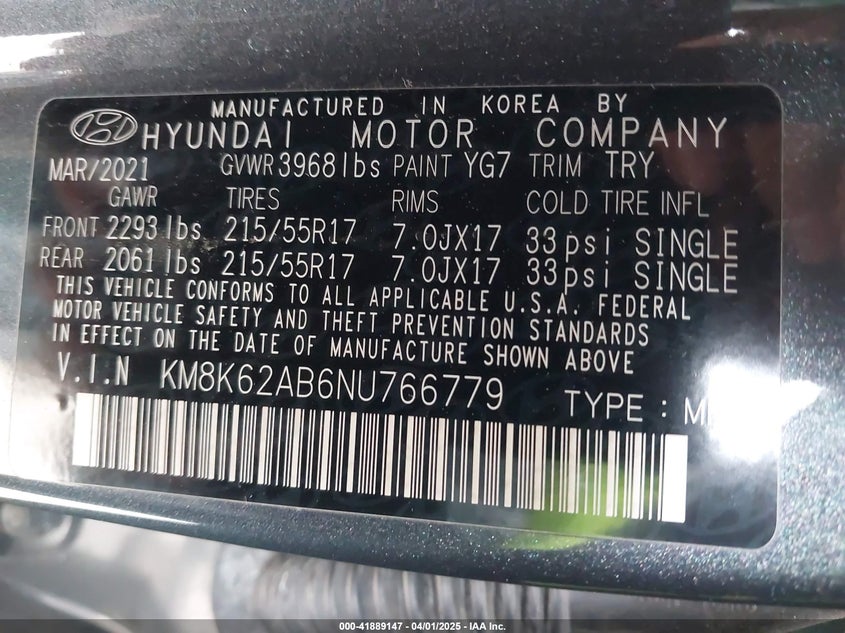 MANUFACTURED IN KOREA BY
HYUNDAI MOTOR COMPANY
MAR/2021 GVWR 3968 lbs PAINT YG7 TRIM TRY
GAWR TIRES RIMS COLD TIRE INFL
FRONT 2293 lbs 215/55R17 7.0JX17 33psi SINGLE
REAR 2061 lbs 215/55R17 7.0JX17 33psi SINGLE
THIS VEHICLE CONFORMS TO ALL APPLICABLE U.S.A. FEDERAL
MOTOR VEHICLE SAFETY AND THEFT PREVENTION STANDARDS
IN EFFECT ON THE DATE OF MANUFACTURE SHOWN ABOVE
V.I.N KM8K62AB6NU766779 TYPE :
000-41889147 - 04/01/2025 - IAA Inc.